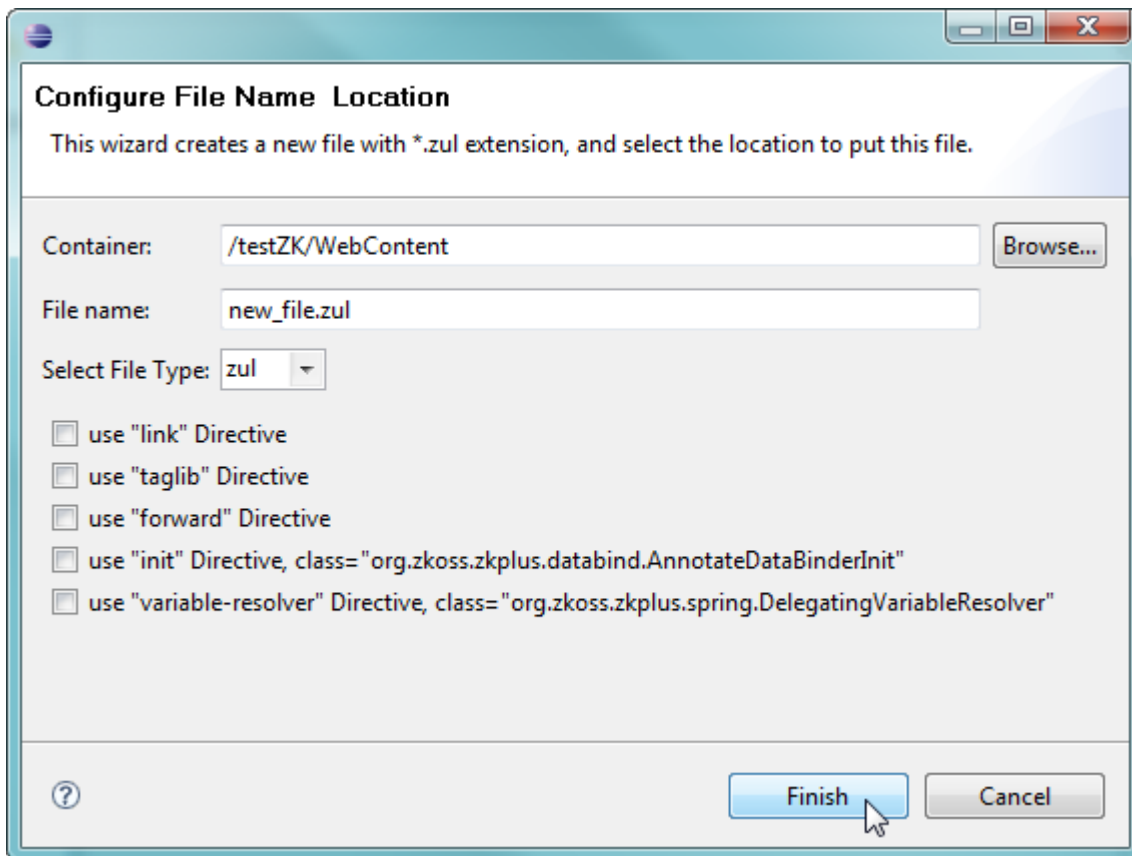 Configure File Name  Location
This wizard creates a new file with *.zul extension, and select the location to put this file.
Container: /testZK/WebContent Browse...
File name: new_file.zul
Select File Type: zul
use "link" Directive
use "taglib" Directive
use "forward" Directive
use "init" Directive, class="org.zkoss.zkplus.databind.AnnotateDataBinderInit"
use "variable-resolver" Directive, class="org.zkoss.zkplus.spring.DelegatingVariableResolver"
? Finish Cancel